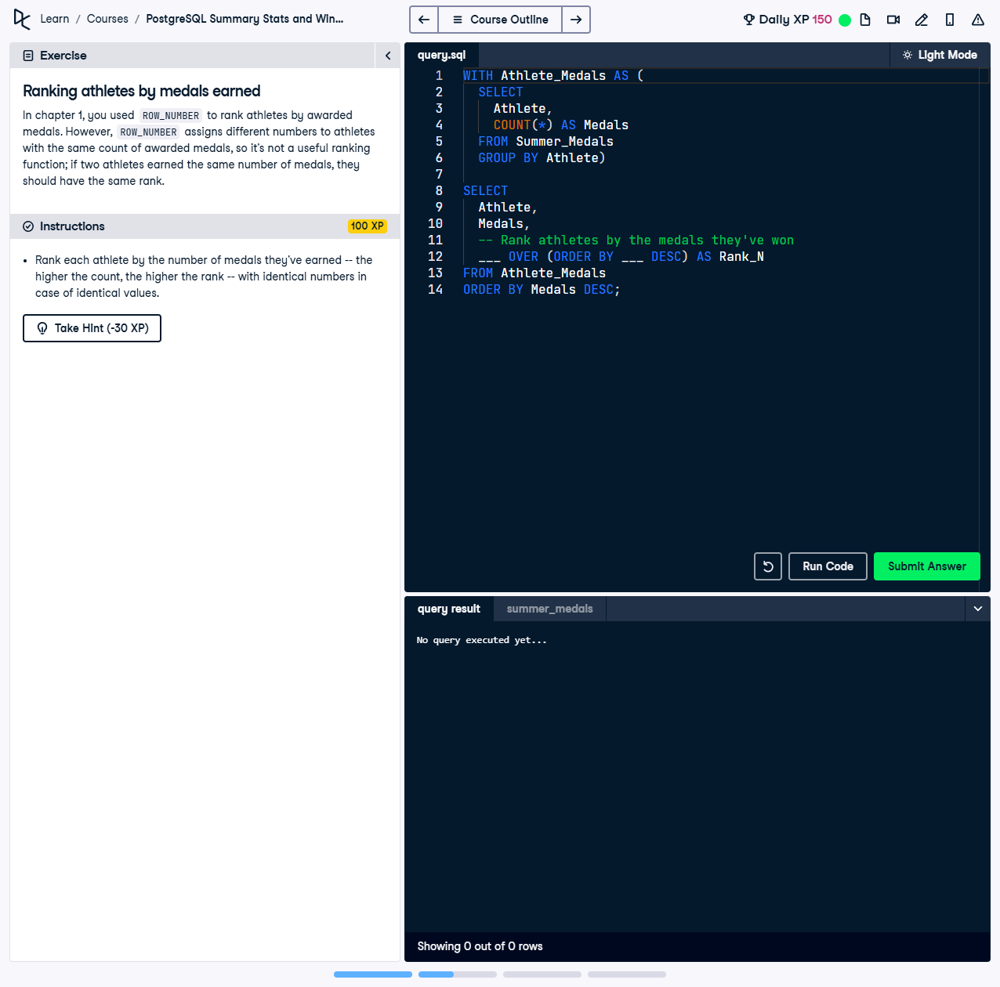 Learn / Courses / PostgreSQL Summary Stats and Win...
Course Outline
Daily XP 150
Exercise
Ranking athletes by medals earned
In chapter 1, you used ROW_NUMBER to rank athletes by awarded
medals. However, ROW_NUMBER assigns different numbers to athletes
with the same count of awarded medals, so it's not a useful ranking
function; if two athletes earned the same number of medals, they
should have the same rank.
Instructions
100 XP
• Rank each athlete by the number of medals they've earned -- the
higher the count, the higher the rank -- with identical numbers in
case of identical values.
Take Hint (-30 XP)
query.sql
Light Mode
1 WITH Athlete_Medals AS (
2 SELECT
3 Athlete,
4 COUNT(*) AS Medals
5 FROM Summer_Medals
6 GROUP BY Athlete)
7
8 SELECT
9 Athlete,
10 Medals,
11 -- Rank athletes by the medals they've won
12 ___ OVER (ORDER BY ___ DESC) AS Rank_N
13 FROM Athlete_Medals
14 ORDER BY Medals DESC;
Run Code
Submit Answer
query result
summer_medals
No query executed yet...
Showing 0 out of 0 rows